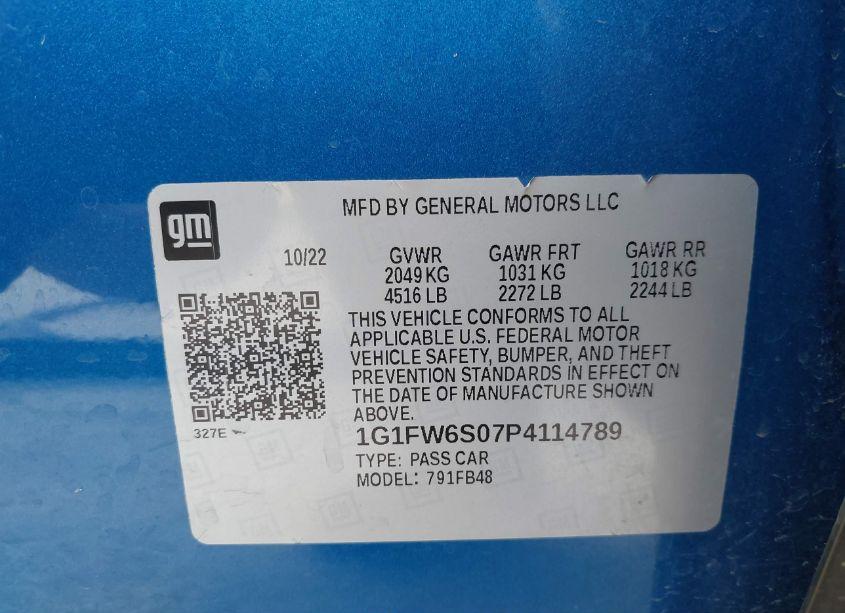 gm
MFD BY GENERAL MOTORS LLC
10/22
GVWR GAWR FRT GAWR RR
2049 KG 1031 KG 1018 KG
4516 LB 2272 LB 2244 LB
THIS VEHICLE CONFORMS TO ALL
APPLICABLE U.S. FEDERAL MOTOR
VEHICLE SAFETY, BUMPER, AND THEFT
PREVENTION STANDARDS IN EFFECT ON
THE DATE OF MANUFACTURE SHOWN
ABOVE.
327E
1G1FW6S07P4114789
TYPE: PASS CAR
MODEL: 791FB48